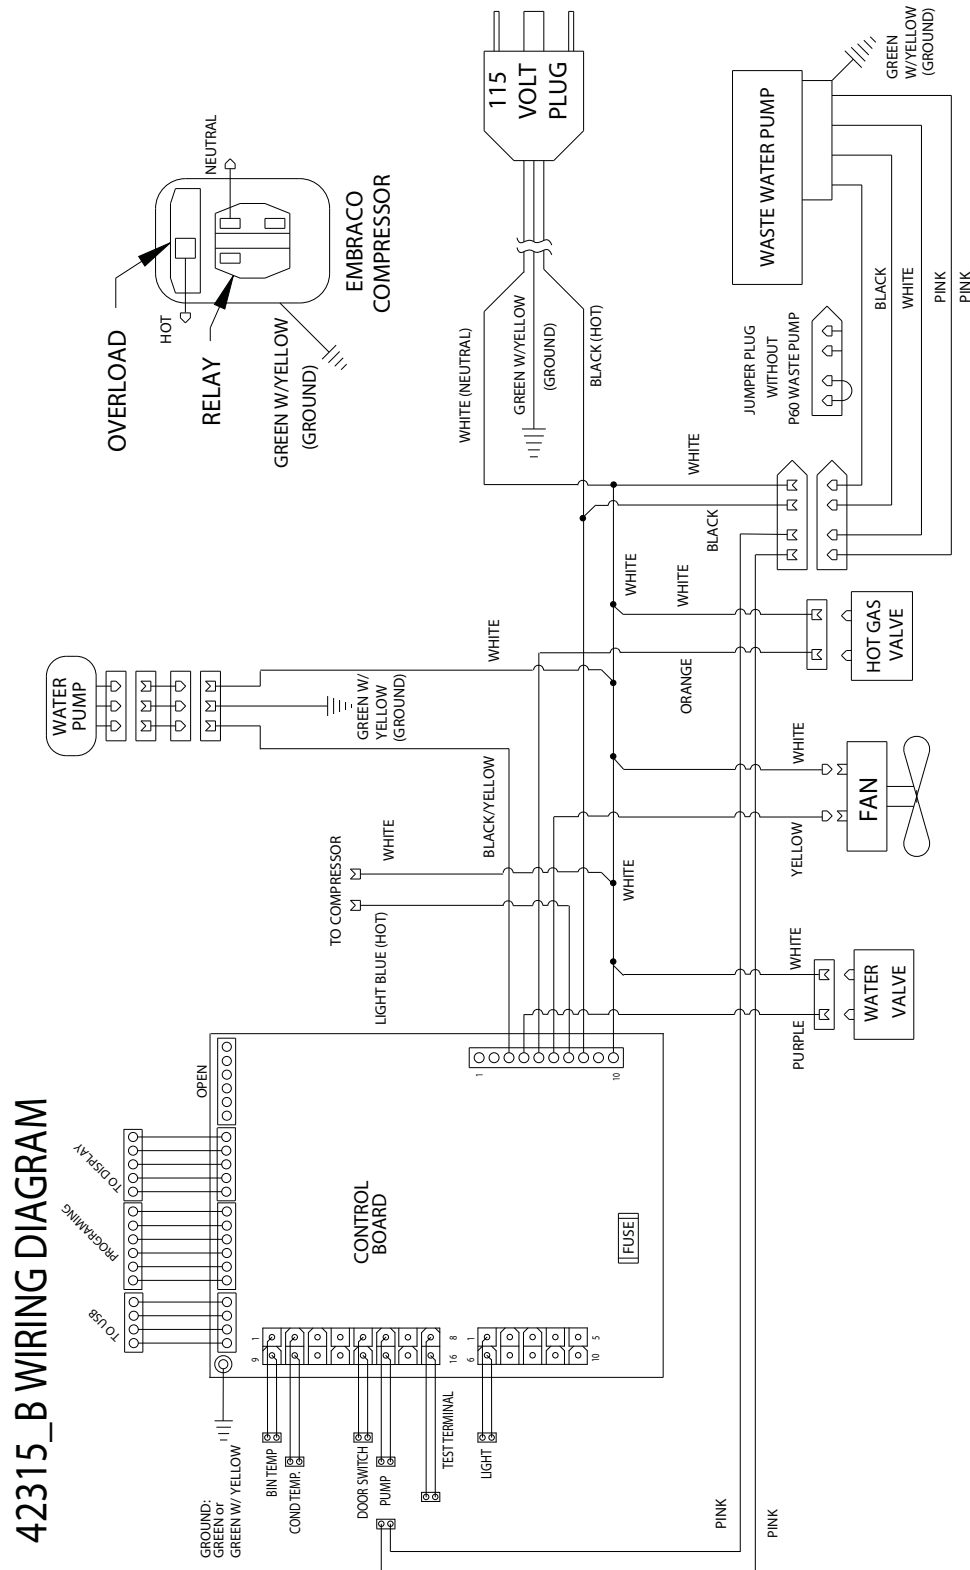 42315_B WIRING DIAGRAM
GROUND:
GREEN or
GREEN W/ YELLOW
TO USB
PROGRAMING
TO DISPLAY
OPEN
BIN TEMP
COND TEMP.
DOOR SWITCH
PUMP
TEST TERMINAL
LIGHT
1
8
9
16
1
5
6
10
CONTROL
BOARD
FUSE
1
10
PINK
PINK
WATER
PUMP
TO COMPRESSOR
LIGHT BLUE (HOT)
WHITE
BLACK/YELLOW
GREEN W/
YELLOW
(GROUND)
WHITE
WHITE
WHITE
PURPLE
WHITE
WATER
VALVE
YELLOW
WHITE
FAN
ORANGE
WHITE
HOT GAS
VALVE
OVERLOAD
HOT
RELAY
NEUTRAL
GREEN W/YELLOW
(GROUND)
EMBRACO
COMPRESSOR
WHITE (NEUTRAL)
GREEN W/YELLOW
(GROUND)
BLACK (HOT)
115
VOLT
PLUG
WHITE
BLACK
JUMPER PLUG
WITHOUT
P60 WASTE PUMP
WASTE WATER PUMP
GREEN
W/YELLOW
(GROUND)
BLACK
WHITE
PINK
PINK